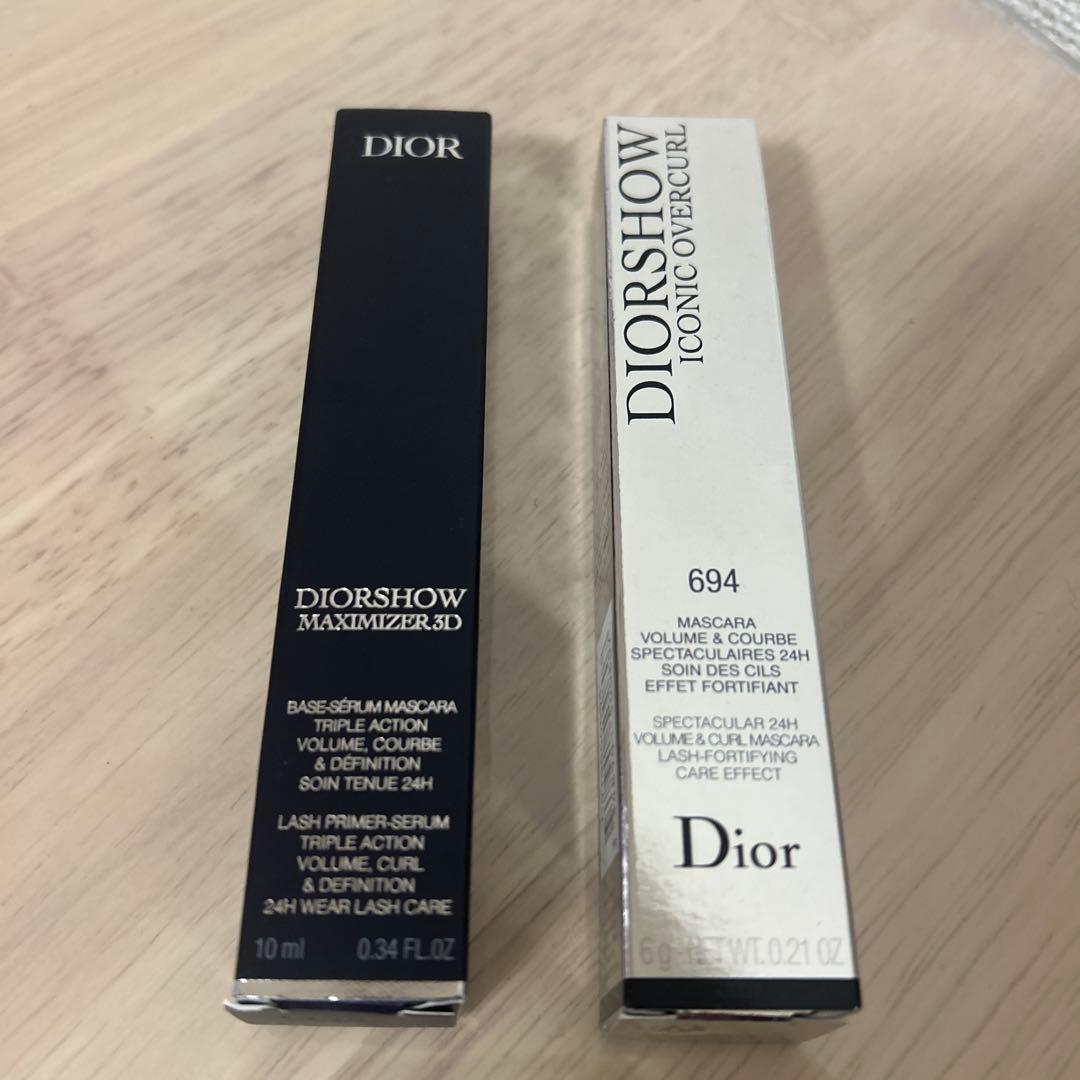 DIOR
DIORSHOW
MAXIMIZER3D
BASE-SÉRUM MASCARA
TRIPLE ACTION
VOLUME, COURBE
& DÉFINITION
SOIN TENUE 24H
LASH PRIMER-SERUM
TRIPLE ACTION
VOLUME, CURL
& DEFINITION
24H WEAR LASH CARE
10 ml 0.34 FL.OZ
DIORSHOW
ICONIC OVERCURL
694
MASCARA
VOLUME & COURBE
SPECTACULAIRES 24H
SOIN DES CILS
EFFET FORTIFIANT
SPECTACULAR 24H
VOLUME & CURL MASCARA
LASH-FORTIFYING
CARE EFFECT
Dior
6 g NET WT. 0.21 OZ